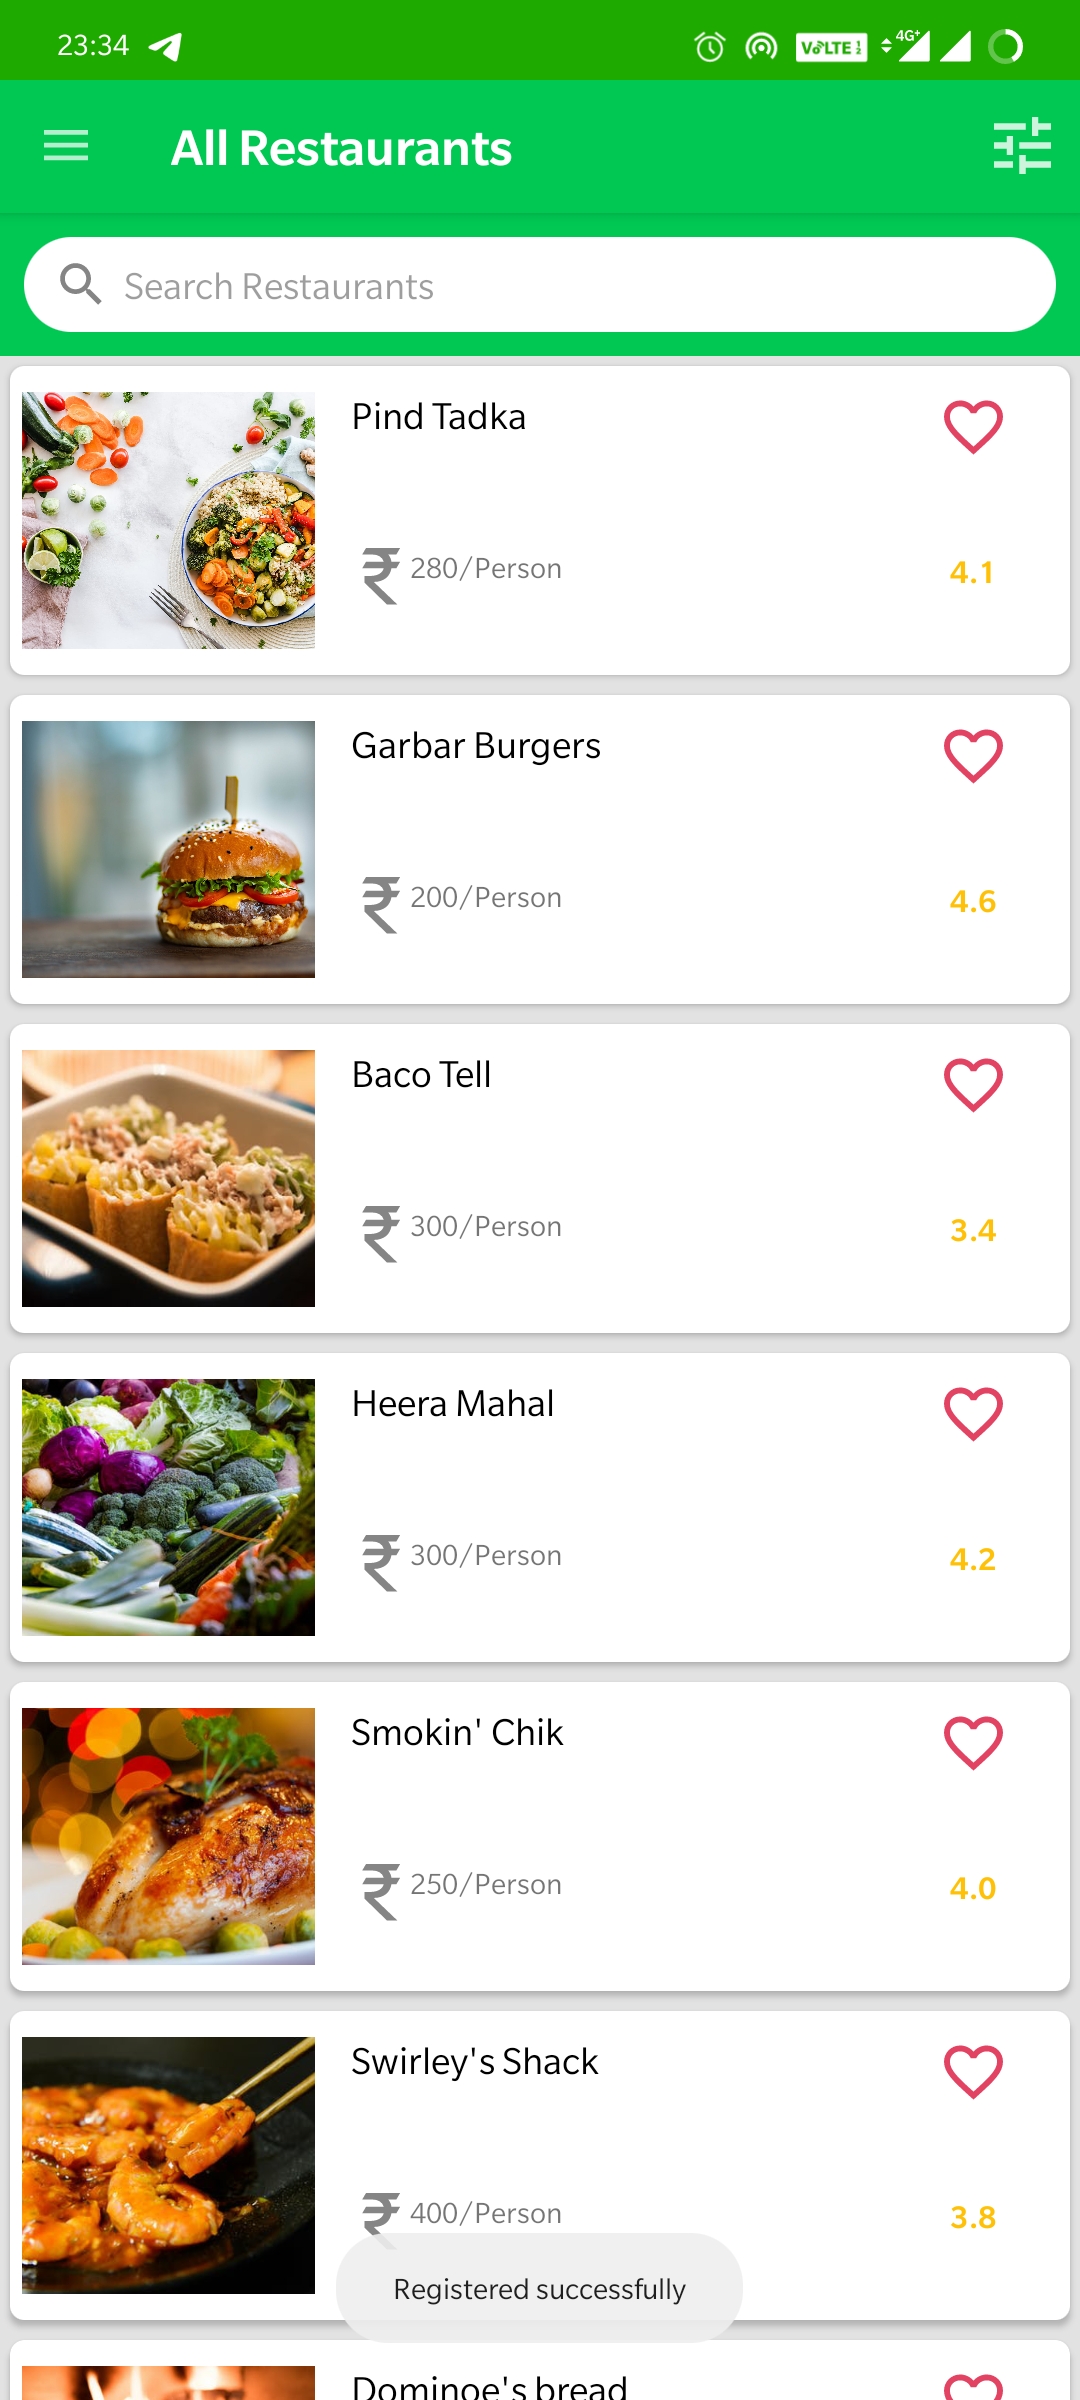 23:34
VoLTE 1 2 4G+
All Restaurants
Search Restaurants
Pind Tadka
₹ 280/Person 4.1
Garbar Burgers
₹ 200/Person 4.6
Baco Tell
₹ 300/Person 3.4
Heera Mahal
₹ 300/Person 4.2
Smokin' Chik
₹ 250/Person 4.0
Swirley's Shack
₹ 400/Person 3.8
Registered successfully
Dominoe's bread